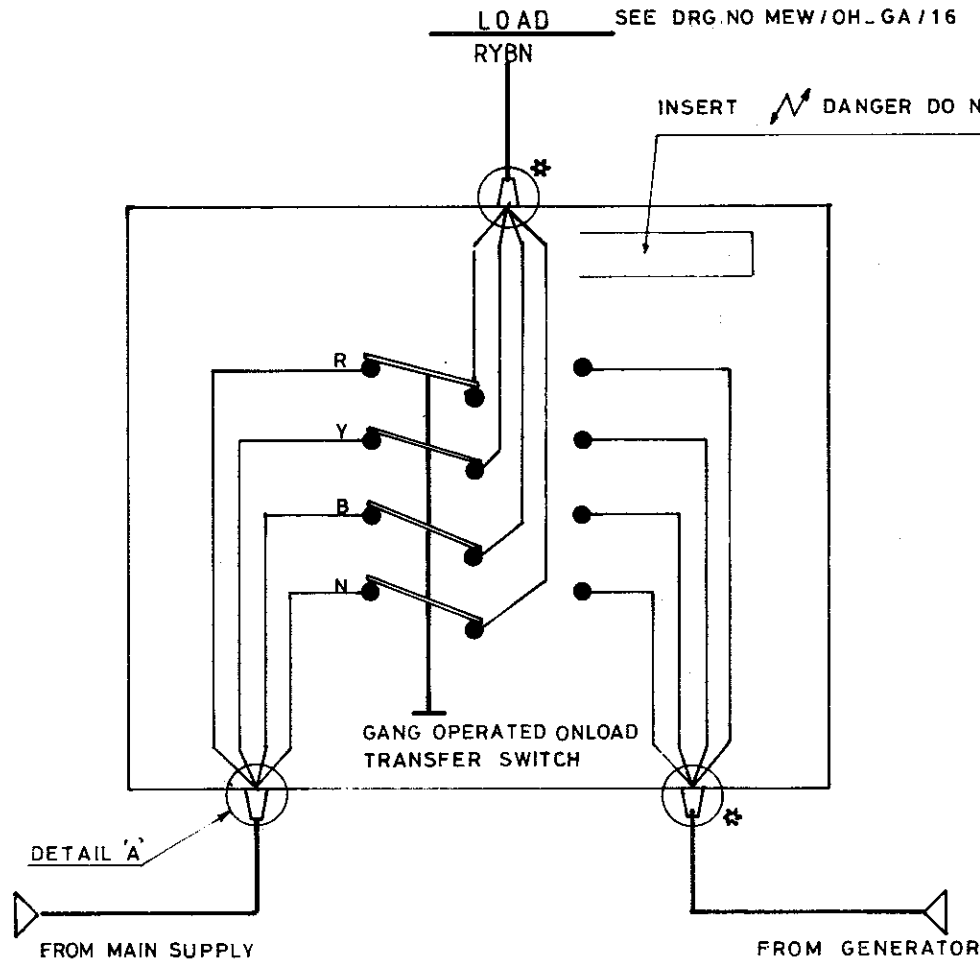 LOAD
SEE DRG.NO MEW/OH_GA/16
RYBN
INSERT DANGER DO N
R
Y
B
N
GANG OPERATED ONLOAD
TRANSFER SWITCH
DETAIL 'A'
FROM MAIN SUPPLY
FROM GENERATOR